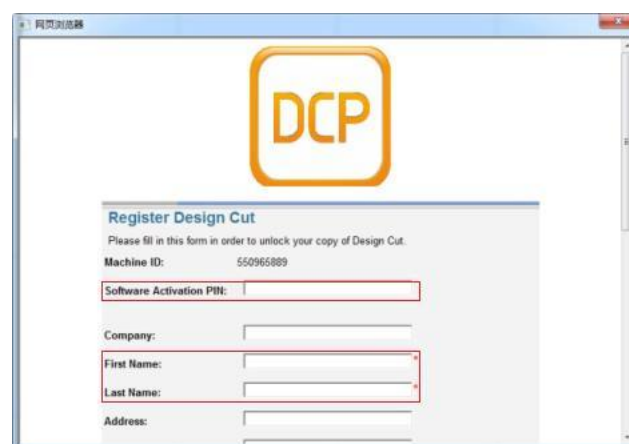 网页浏览器
DCP
Register Design Cut
Please fill in this form in order to unlock your copy of Design Cut.
Machine ID: 550965889
Software Activation PIN:
Company:
First Name: *
Last Name: *
Address: